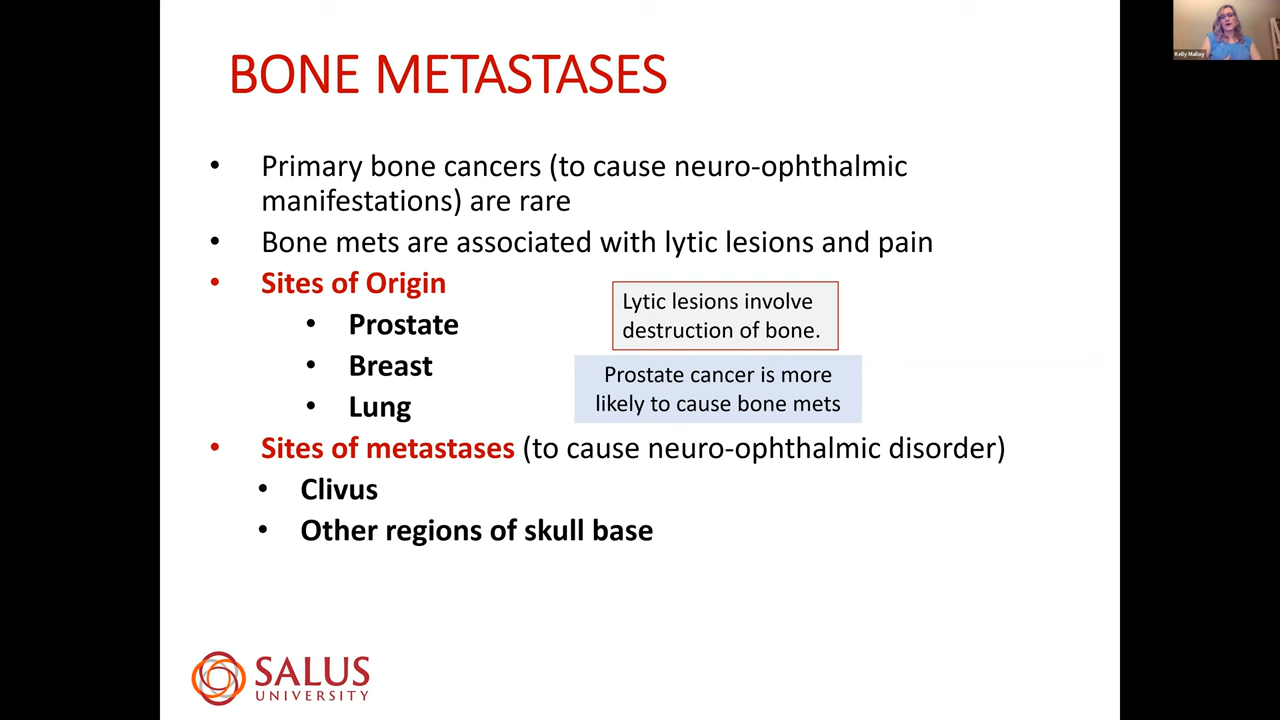 BONE METASTASES
• Primary bone cancers (to cause neuro-ophthalmic
manifestations) are rare
• Bone mets are associated with lytic lesions and pain
• Sites of Origin
• Prostate
• Breast
• Lung
Lytic lesions involve
destruction of bone.
Prostate cancer is more
likely to cause bone mets
• Sites of metastases (to cause neuro-ophthalmic disorder)
• Clivus
• Other regions of skull base
SALUS
UNIVERSITY
Kelly Malloy